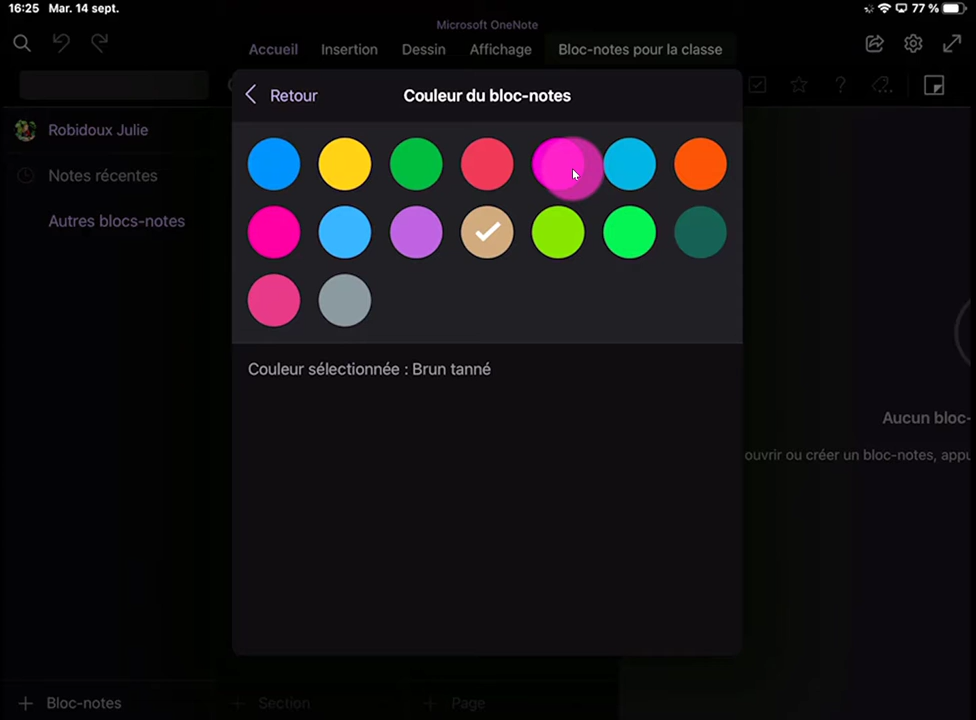 16:25 Mar. 14 sept.
77 %
Microsoft OneNote
Accueil Insertion Dessin Affichage Bloc-notes pour la classe
Retour Couleur du bloc-notes
Robidoux Julie
Notes récentes
Autres blocs-notes
Couleur sélectionnée : Brun tanné
Aucun bloc-
ouvrir ou créer un bloc-notes, appu
+ Bloc-notes
+ Section
+ Page